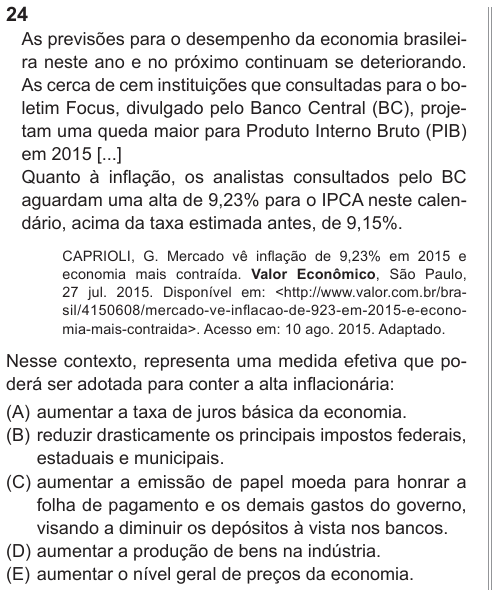 24
As previsões para o desempenho da economia brasilei-
ra neste ano e no próximo continuam se deteriorando.
As cerca de cem instituições que consultadas para o bo-
letim Focus, divulgado pelo Banco Central (BC), proje-
tam uma queda maior para Produto Interno Bruto (PIB)
em 2015 [...]
Quanto à inflação, os analistas consultados pelo BC
aguardam uma alta de 9,23% para o IPCA neste calen-
dário, acima da taxa estimada antes, de 9,15%.
CAPRIOLI, G. Mercado vê inflação de 9,23% em 2015 e
economia mais contraída. Valor Econômico, São Paulo,
27 jul. 2015. Disponível em: <http://www.valor.com.br/bra-
sil/4150608/mercado-ve-inflacao-de-923-em-2015-e-econo-
mia-mais-contraida>. Acesso em: 10 ago. 2015. Adaptado.
Nesse contexto, representa uma medida efetiva que po-
derá ser adotada para conter a alta inflacionária:
(A) aumentar a taxa de juros básica da economia.
(B) reduzir drasticamente os principais impostos federais,
estaduais e municipais.
(C) aumentar a emissão de papel moeda para honrar a
folha de pagamento e os demais gastos do governo,
visando a diminuir os depósitos à vista nos bancos.
(D) aumentar a produção de bens na indústria.
(E) aumentar o nível geral de preços da economia.